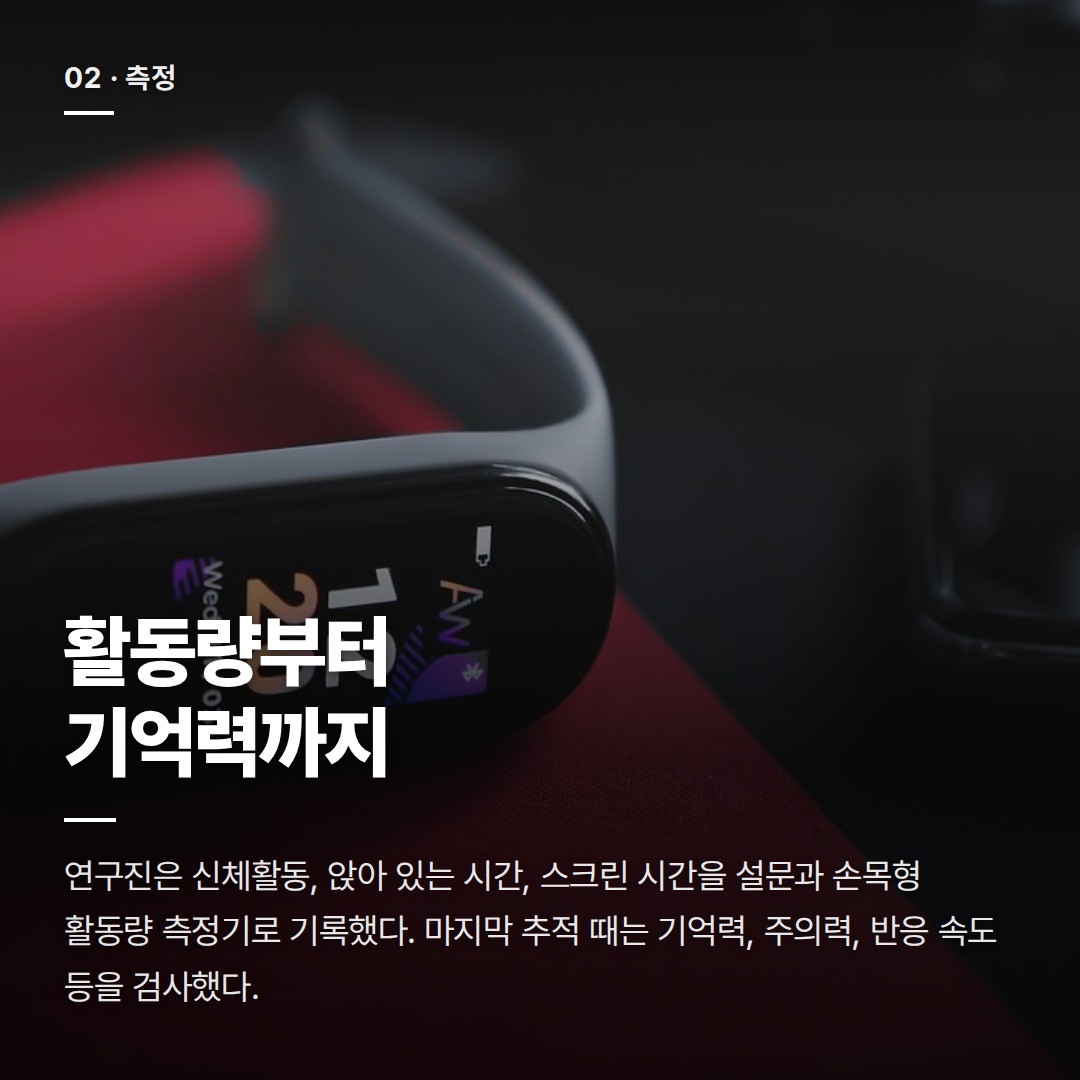 02 · 측정
활동량부터
기억력까지
연구진은 신체활동, 앉아 있는 시간, 스크린 시간을 설문과 손목형
활동량 측정기로 기록했다. 마지막 추적 때는 기억력, 주의력, 반응 속도
등을 검사했다.
Wed